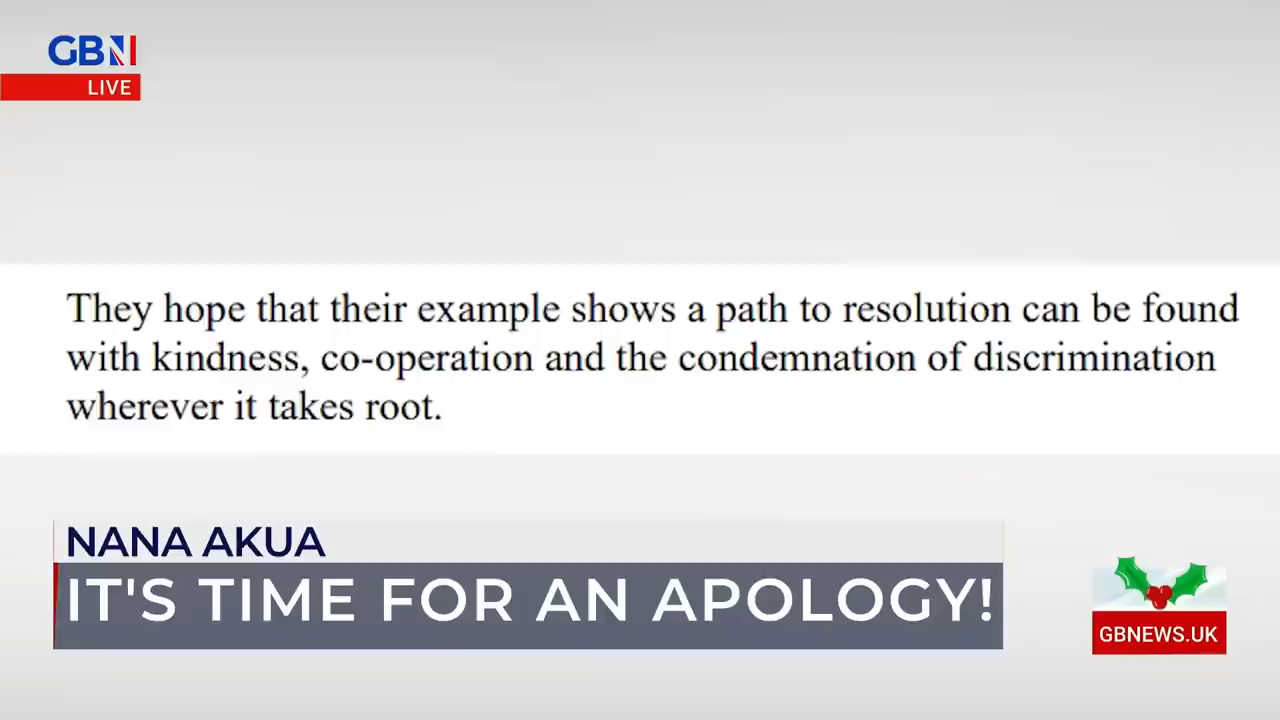 GBN
LIVE
They hope that their example shows a path to resolution can be found
with kindness, co-operation and the condemnation of discrimination
wherever it takes root.
NANA AKUA
IT'S TIME FOR AN APOLOGY!
GBNEWS.UK